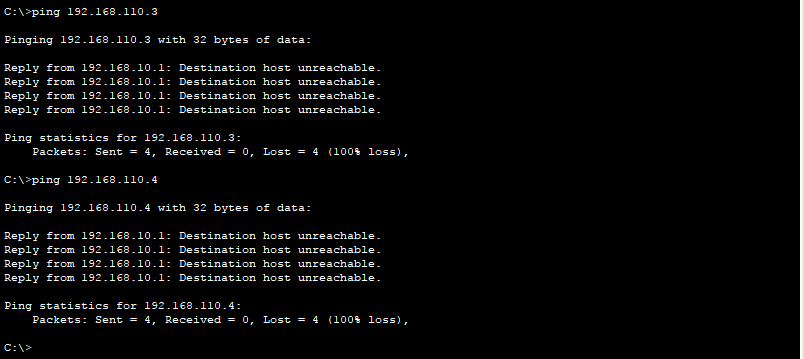 C:\>ping 192.168.110.3
Pinging 192.168.110.3 with 32 bytes of data:
Reply from 192.168.10.1: Destination host unreachable.
Reply from 192.168.10.1: Destination host unreachable.
Reply from 192.168.10.1: Destination host unreachable.
Reply from 192.168.10.1: Destination host unreachable.
Ping statistics for 192.168.110.3:
    Packets: Sent = 4, Received = 0, Lost = 4 (100% loss),
C:\>ping 192.168.110.4
Pinging 192.168.110.4 with 32 bytes of data:
Reply from 192.168.10.1: Destination host unreachable.
Reply from 192.168.10.1: Destination host unreachable.
Reply from 192.168.10.1: Destination host unreachable.
Reply from 192.168.10.1: Destination host unreachable.
Ping statistics for 192.168.110.4:
    Packets: Sent = 4, Received = 0, Lost = 4 (100% loss),
C:\>